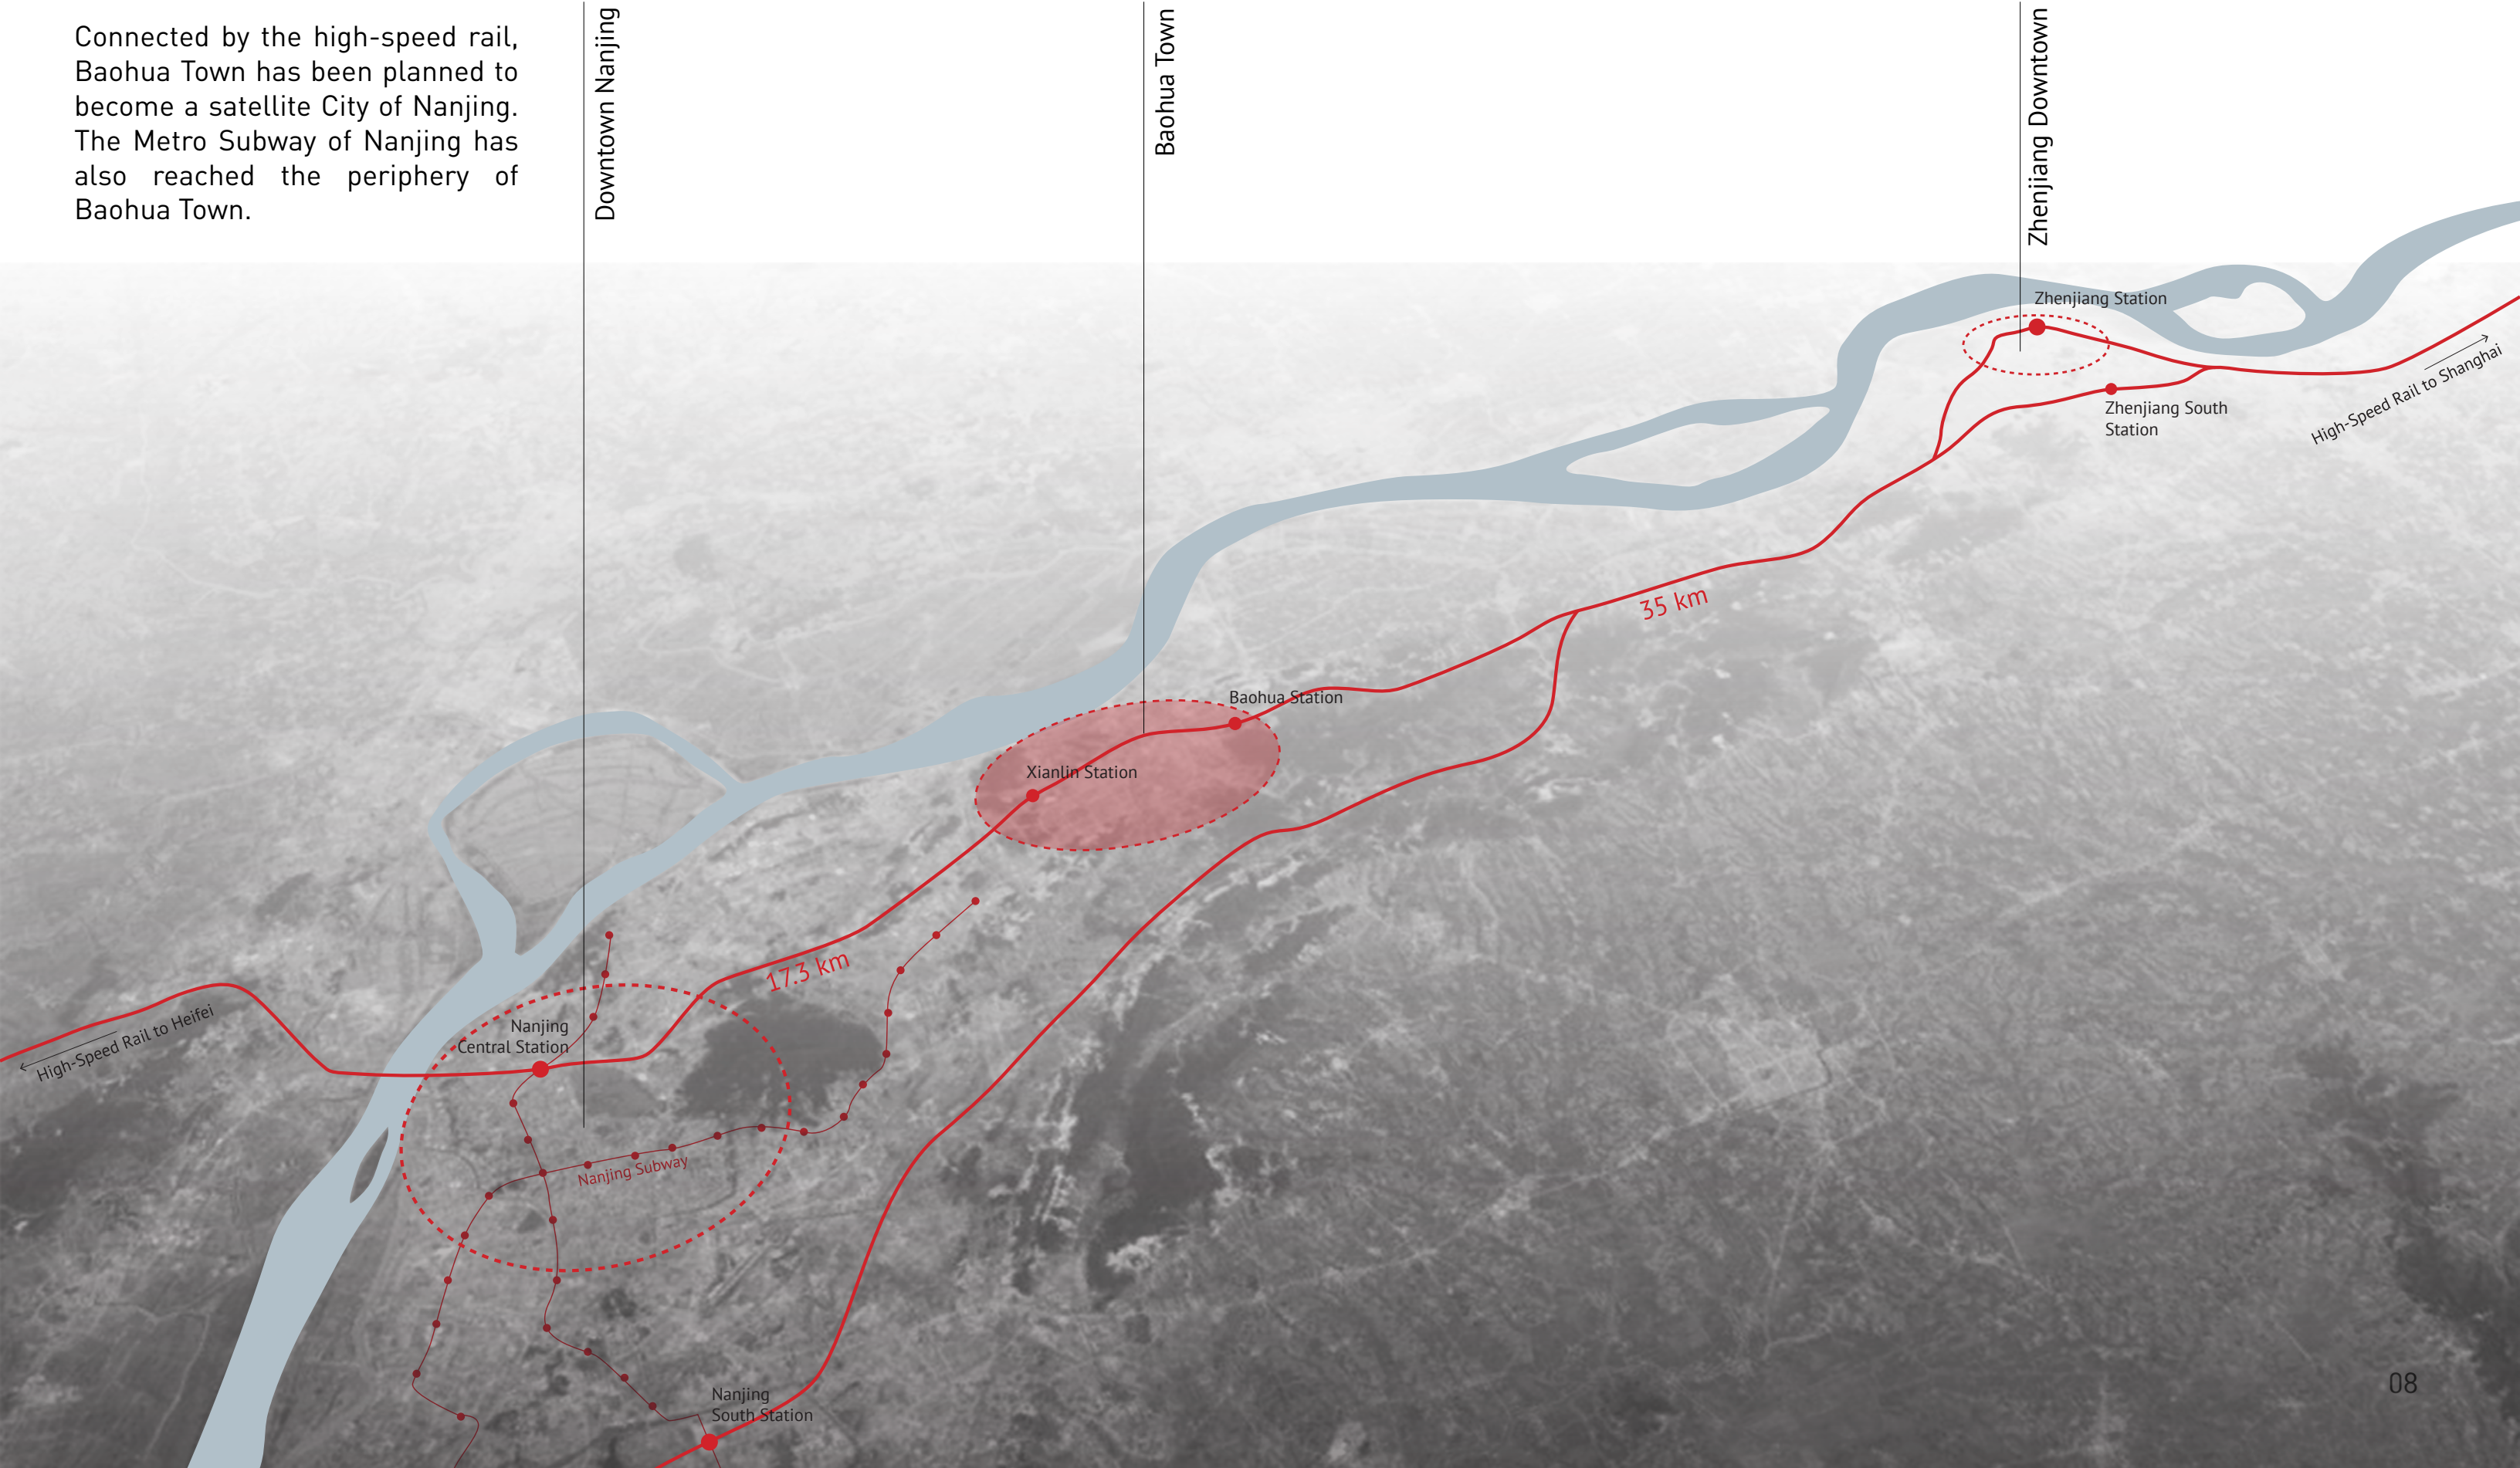 Connected by the high-speed rail,
Baohua Town has been planned to
become a satellite City of Nanjing.
The Metro Subway of Nanjing has
also reached the periphery of
Baohua Town.
Downtown Nanjing
Baohua Town
Zhenjiang Downtown
Zhenjiang Station
Zhenjiang South
Station
High-Speed Rail to Shanghai
35 km
Baohua Station
Xianlin Station
17.3 km
High-Speed Rail to Heifei
Nanjing
Central Station
Nanjing Subway
Nanjing
South Station
08